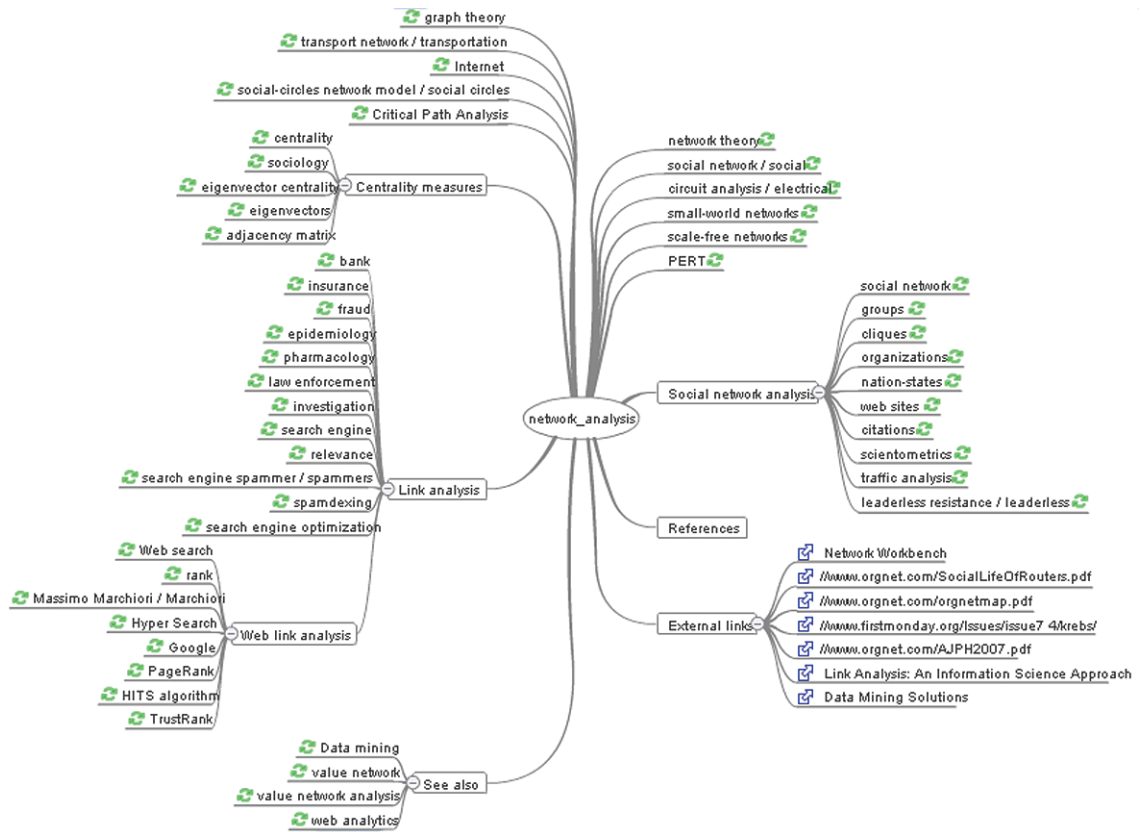 graph theory
transport network / transportation
Internet
social-circles network model / social circles
Critical Path Analysis
centrality
sociology
eigenvector centrality
eigenvectors
adjacency matrix
Centrality measures
bank
insurance
fraud
epidemiology
pharmacology
law enforcement
investigation
search engine
relevance
search engine spammer / spammers
spamdexing
search engine optimization
Link analysis
Web search
rank
Massimo Marchiori / Marchiori
Hyper Search
Google
PageRank
HITS algorithm
TrustRank
Web link analysis
Data mining
value network
value network analysis
web analytics
See also
network_analysis
network theory
social network / social
circuit analysis / electrical
small-world networks
scale-free networks
PERT
Social network analysis
social network
groups
cliques
organizations
nation-states
web sites
citations
scientometrics
traffic analysis
leaderless resistance / leaderless
References
External links
Network Workbench
//www.orgnet.com/SocialLifeOfRouters.pdf
//www.orgnet.com/orgnetmap.pdf
//www.firstmonday.org/Issues/issue7 4/krebs/
//www.orgnet.com/AJPH2007.pdf
Link Analysis: An Information Science Approach
Data Mining Solutions